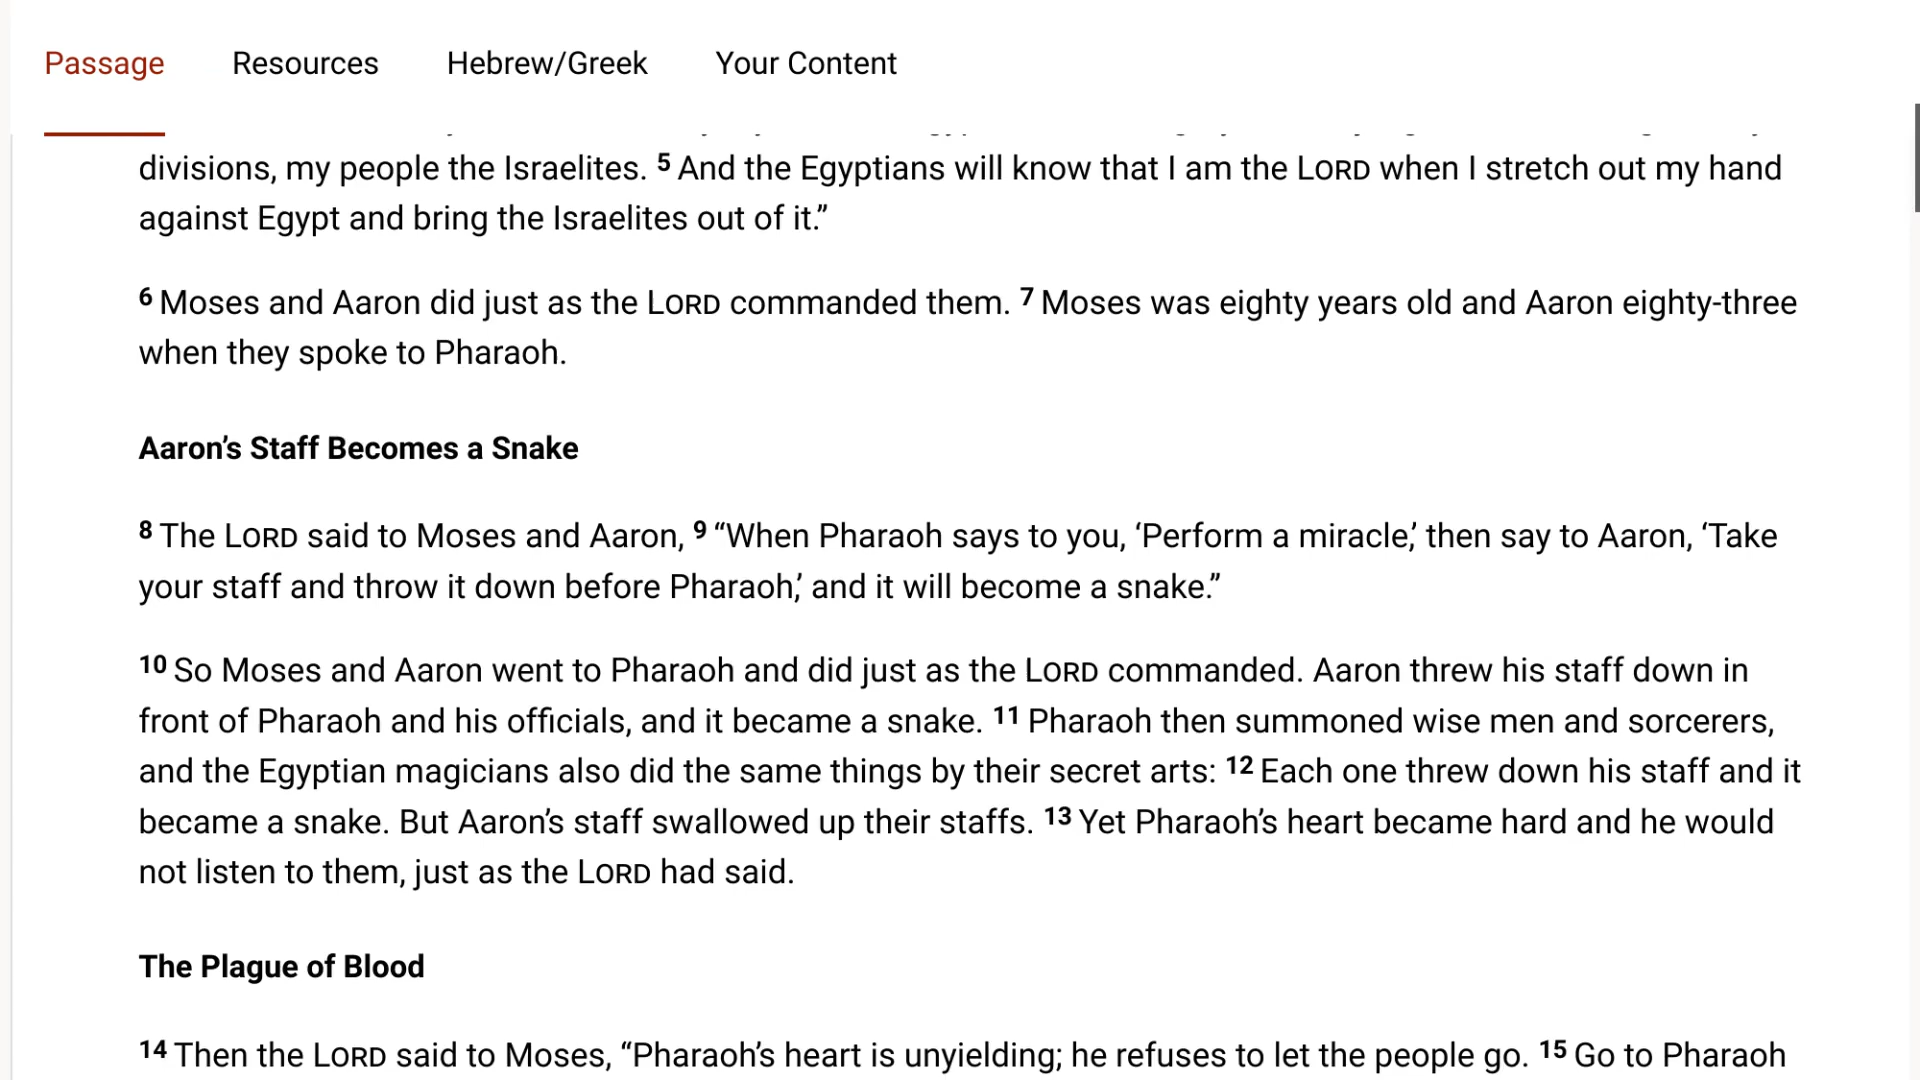 Passage Resources Hebrew/Greek Your Content
divisions, my people the Israelites. 5 And the Egyptians will know that I am the LORD when I stretch out my hand
against Egypt and bring the Israelites out of it.”
6 Moses and Aaron did just as the LORD commanded them. 7 Moses was eighty years old and Aaron eighty-three
when they spoke to Pharaoh.
Aaron’s Staff Becomes a Snake
8 The LORD said to Moses and Aaron, 9 “When Pharaoh says to you, ‘Perform a miracle,’ then say to Aaron, ‘Take
your staff and throw it down before Pharaoh,’ and it will become a snake.”
10 So Moses and Aaron went to Pharaoh and did just as the LORD commanded. Aaron threw his staff down in
front of Pharaoh and his officials, and it became a snake. 11 Pharaoh then summoned wise men and sorcerers,
and the Egyptian magicians also did the same things by their secret arts: 12 Each one threw down his staff and it
became a snake. But Aaron’s staff swallowed up their staffs. 13 Yet Pharaoh’s heart became hard and he would
not listen to them, just as the LORD had said.
The Plague of Blood
14 Then the LORD said to Moses, “Pharaoh’s heart is unyielding; he refuses to let the people go. 15 Go to Pharaoh